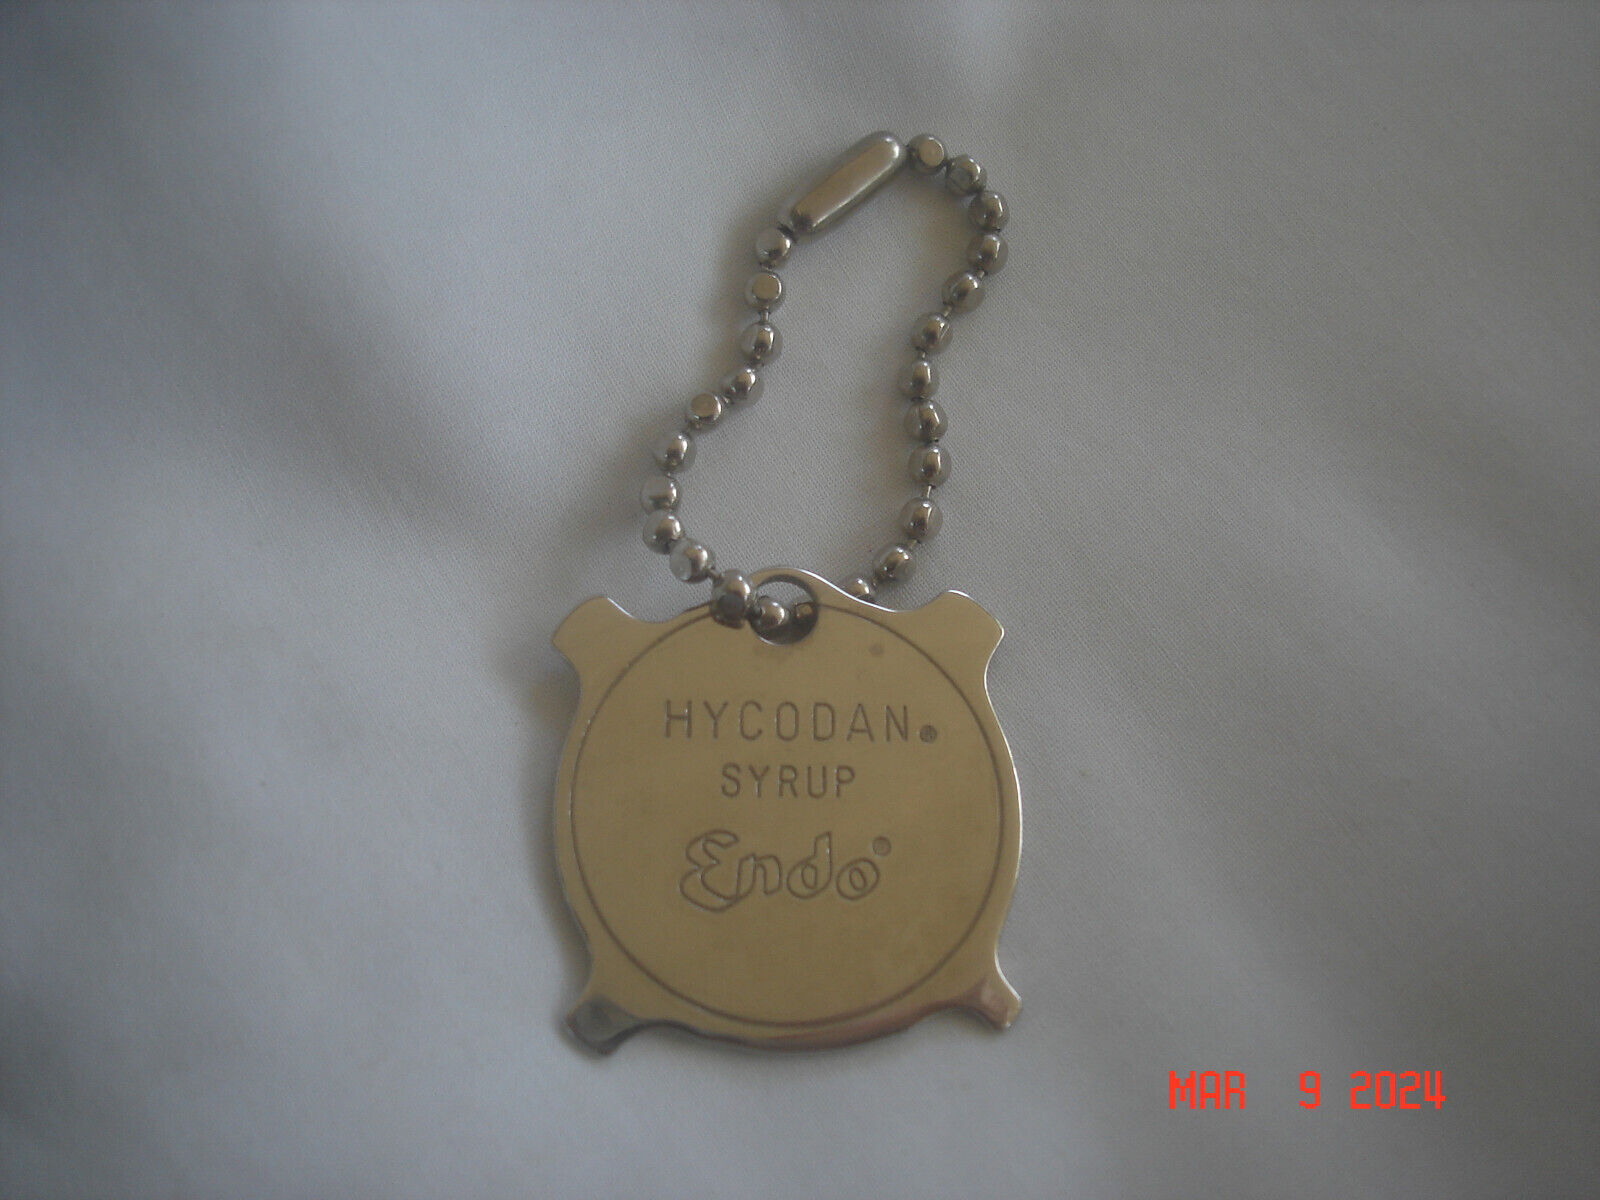 HYCODAN®
SYRUP
Endo®
MAR 9 2024